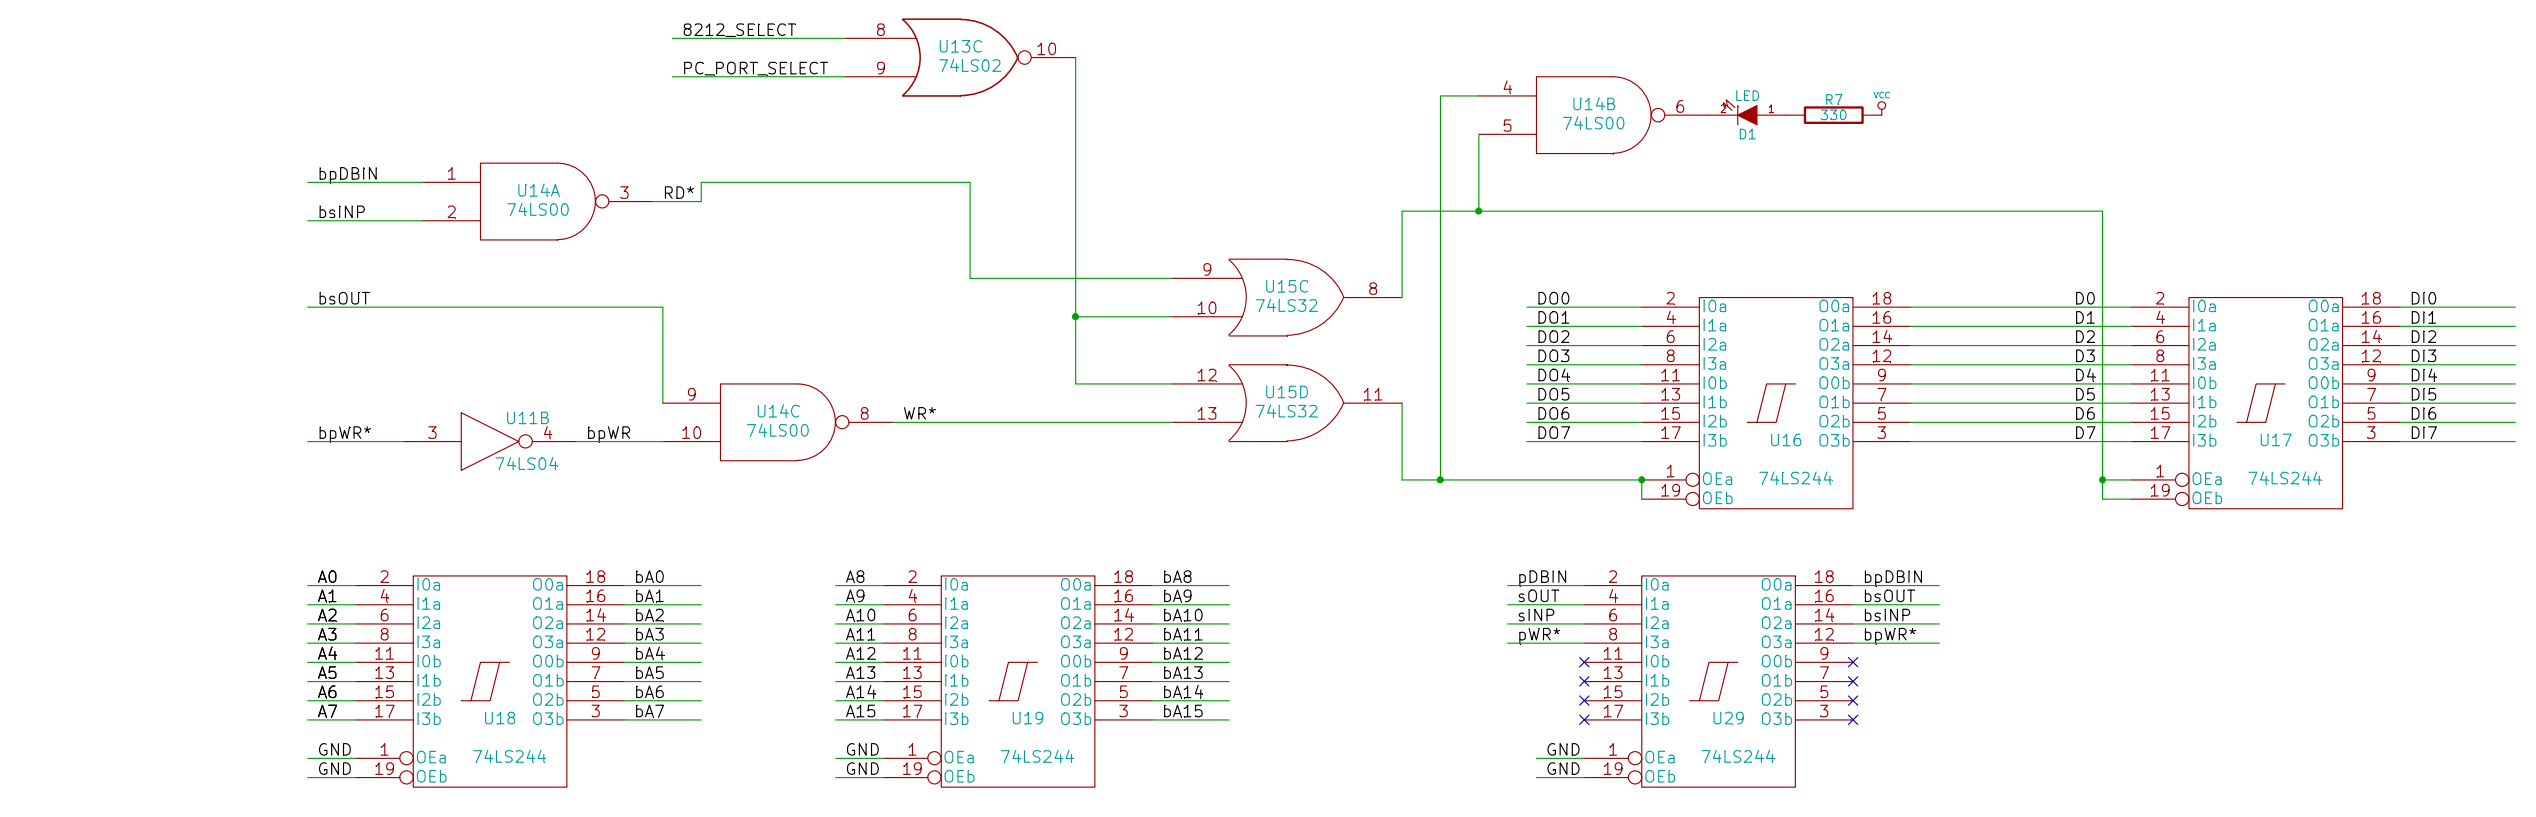 8212_SELECT 8
PC_PORT_SELECT 9
U13C
74LS02
10
bpDBIN 1
bsINP 2
U14A
74LS00
3 RD*
bsOUT
9
bpWR* 3
U11B
74LS04
4 bpWR 10
U14C
74LS00
8 WR*
9
10
U15C
74LS32
8
12
13
U15D
74LS32
11
4
5
U14B
74LS00
6
2 LED 1
D1
R7
330
VCC
DO0 2 I0a O0a 18 D0 2 I0a O0a 18 DI0
DO1 4 I1a O1a 16 D1 4 I1a O1a 16 DI1
DO2 6 I2a O2a 14 D2 6 I2a O2a 14 DI2
DO3 8 I3a O3a 12 D3 8 I3a O3a 12 DI3
DO4 11 I0b O0b 9 D4 11 I0b O0b 9 DI4
DO5 13 I1b O1b 7 D5 13 I1b O1b 7 DI5
DO6 15 I2b O2b 5 D6 15 I2b O2b 5 DI6
DO7 17 I3b U16 O3b 3 D7 17 I3b U17 O3b 3 DI7
1 OEa 74LS244 1 OEa 74LS244
19 OEb 19 OEb
A0 2 I0a O0a 18 bA0
A1 4 I1a O1a 16 bA1
A2 6 I2a O2a 14 bA2
A3 8 I3a O3a 12 bA3
A4 11 I0b O0b 9 bA4
A5 13 I1b O1b 7 bA5
A6 15 I2b O2b 5 bA6
A7 17 I3b U18 O3b 3 bA7
GND 1 OEa 74LS244
GND 19 OEb
A8 2 I0a O0a 18 bA8
A9 4 I1a O1a 16 bA9
A10 6 I2a O2a 14 bA10
A11 8 I3a O3a 12 bA11
A12 11 I0b O0b 9 bA12
A13 13 I1b O1b 7 bA13
A14 15 I2b O2b 5 bA14
A15 17 I3b U19 O3b 3 bA15
GND 1 OEa 74LS244
GND 19 OEb
pDBIN 2 I0a O0a 18 bpDBIN
sOUT 4 I1a O1a 16 bsOUT
sINP 6 I2a O2a 14 bsINP
pWR* 8 I3a O3a 12 bpWR*
11 I0b O0b 9
13 I1b O1b 7
15 I2b O2b 5
17 I3b U29 O3b 3
GND 1 OEa 74LS244
GND 19 OEb